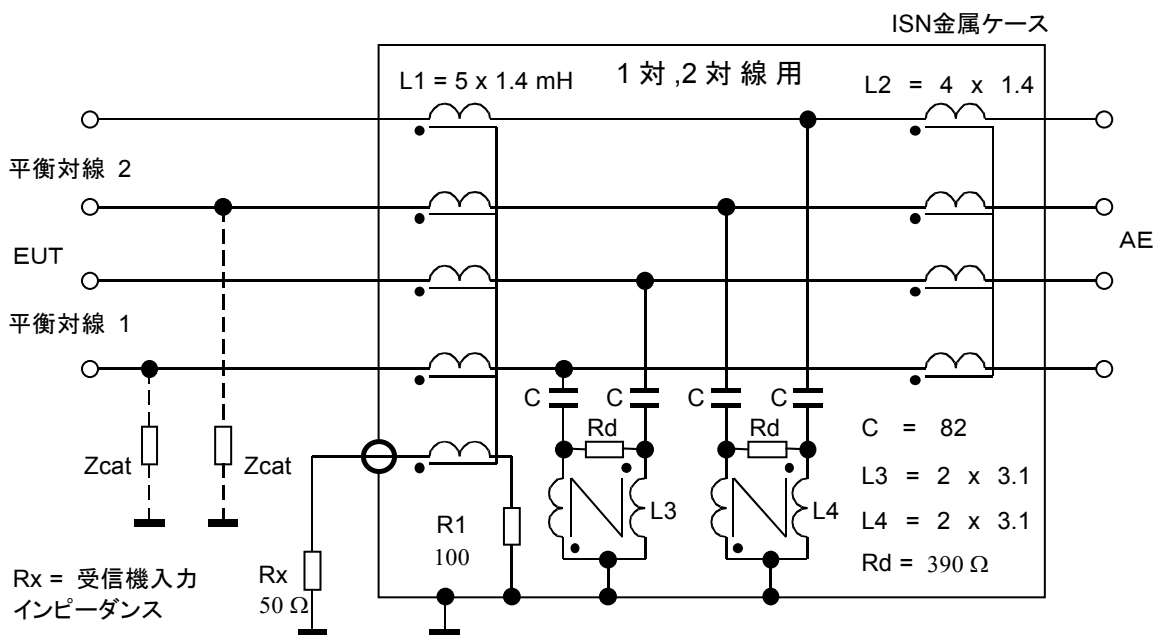 ISN金属ケース
L1 = 5 x 1.4 mH
1 対 ,2 対 線 用
L2 = 4 x 1.4
平衡対線 2
EUT
AE
平衡対線 1
C
C
C
C
Rd
Rd
C = 82
Zcat
Zcat
L3
L4
L3 = 2 x 3.1
L4 = 2 x 3.1
R1
100
Rd = 390 Ω
Rx
50 Ω
Rx = 受信機入力
インピーダンス